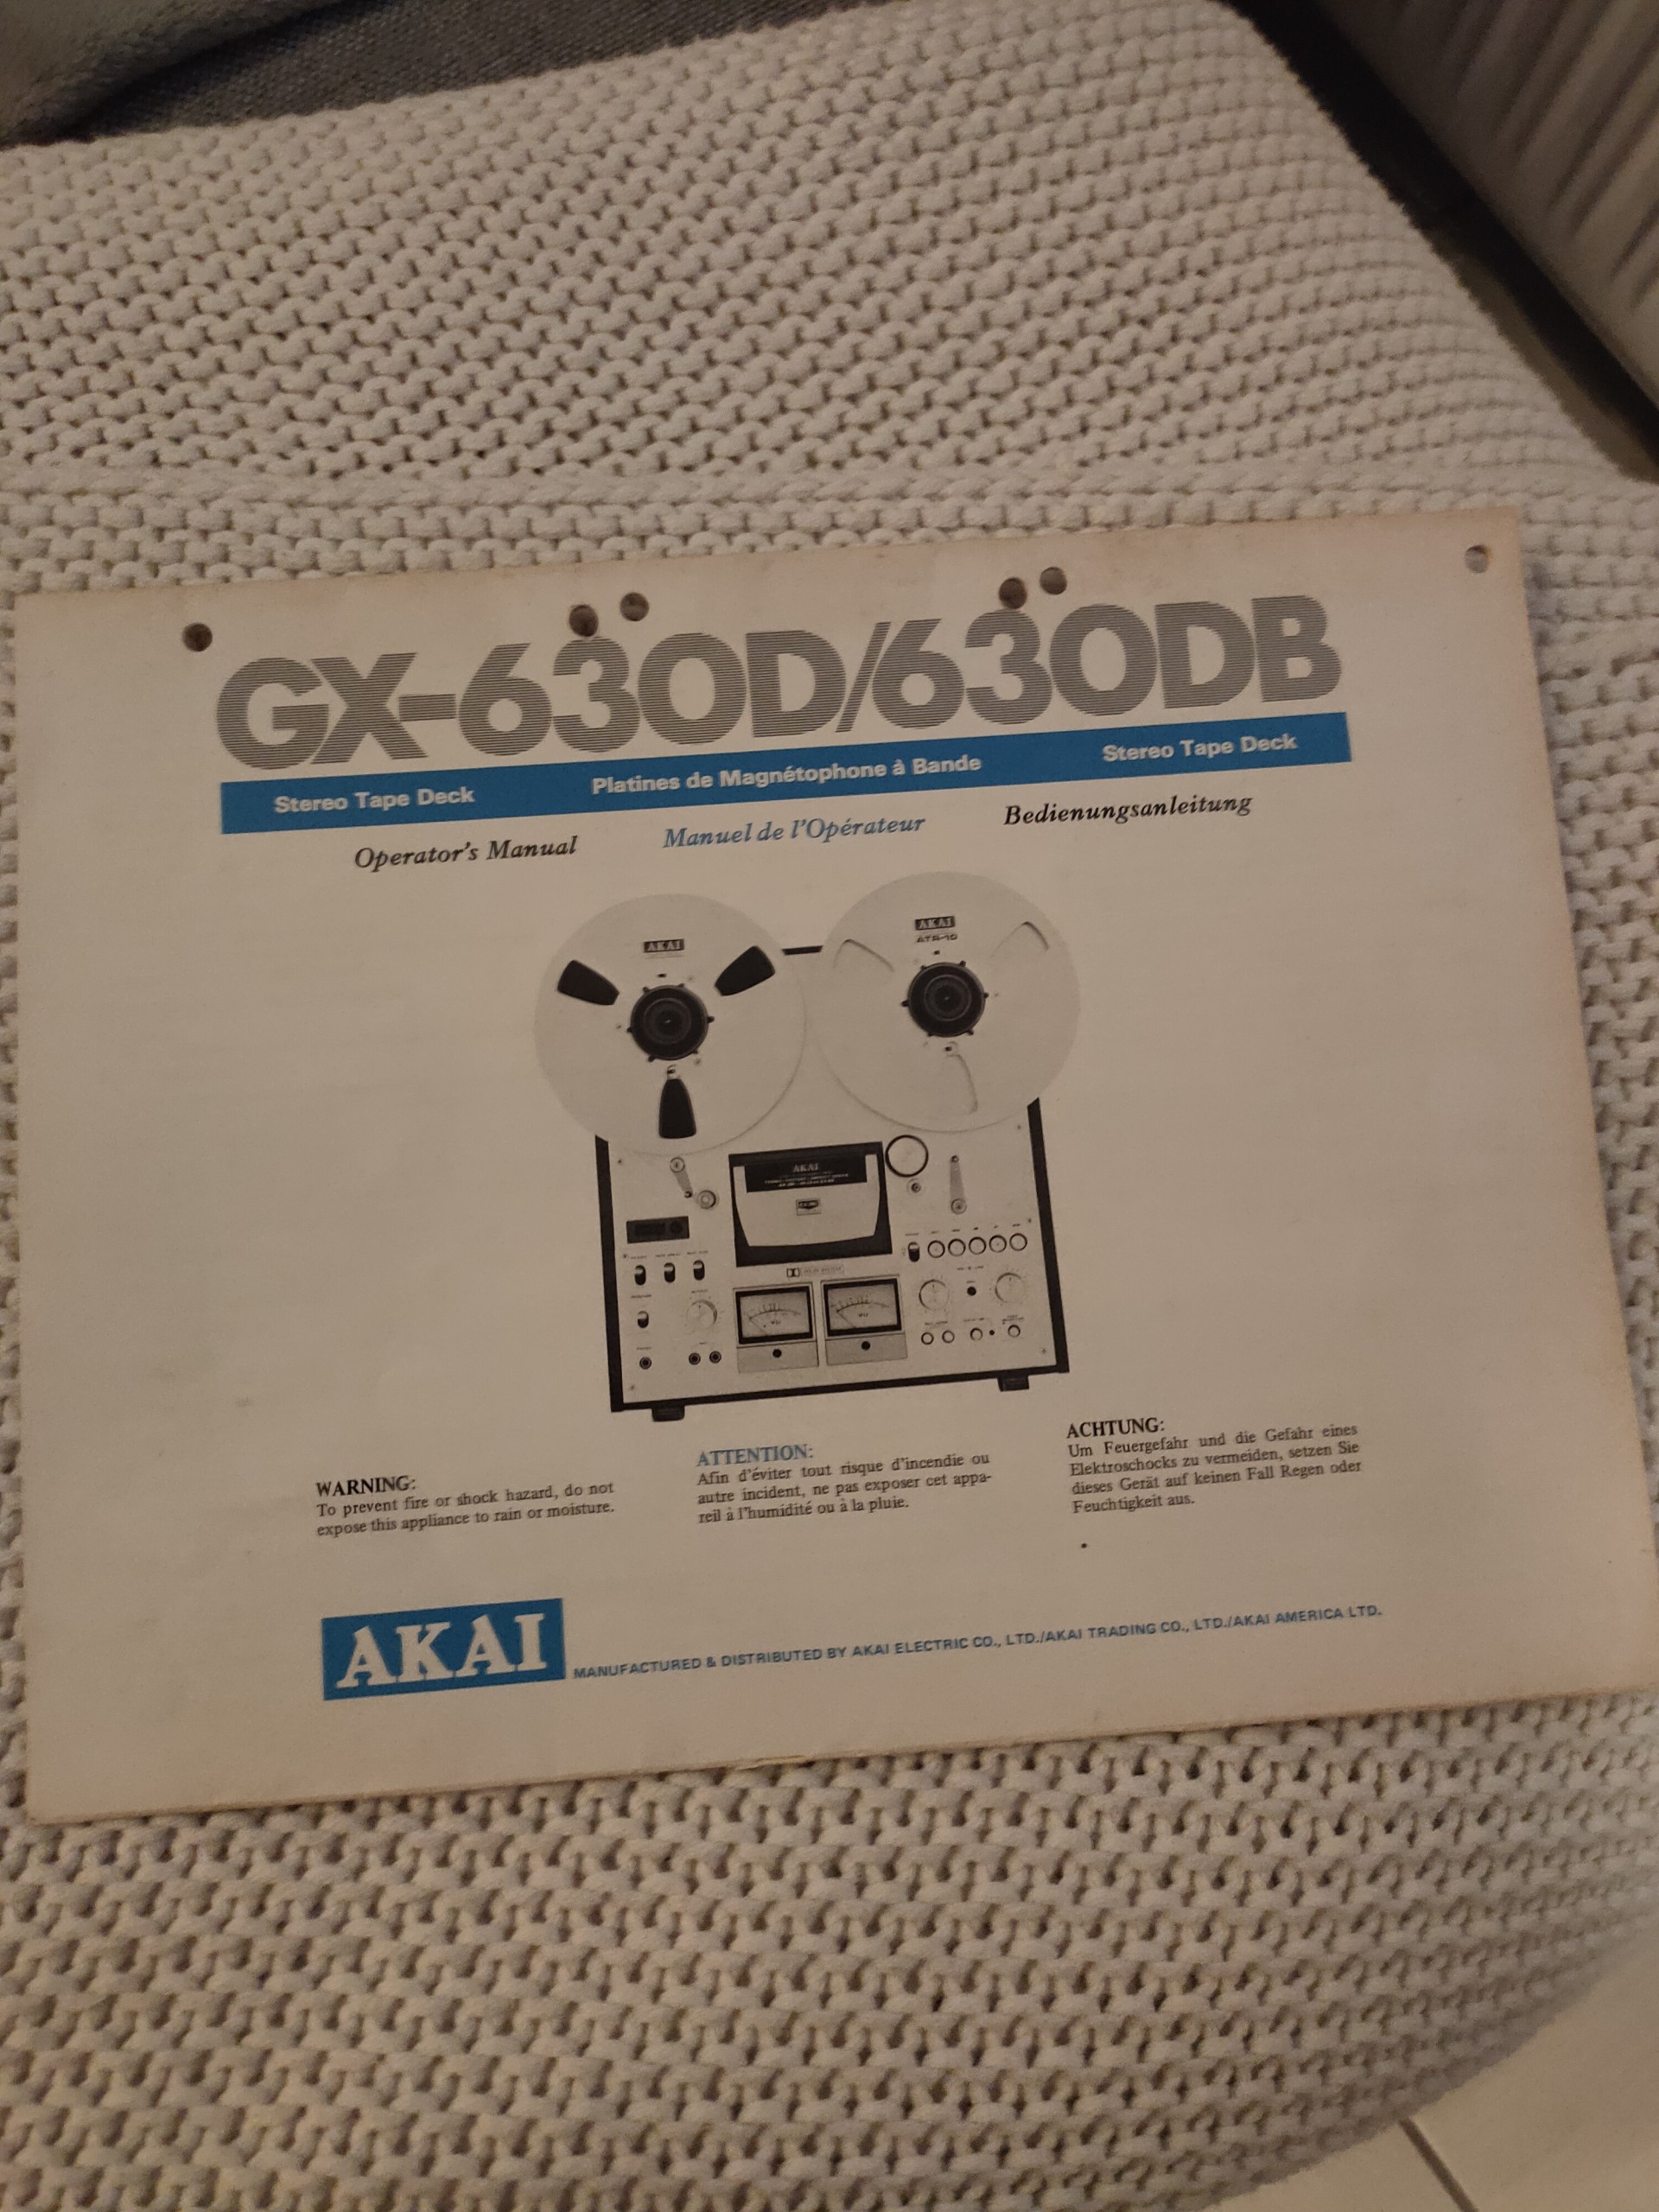 GX-630D/630DB
Stereo Tape Deck Platines de Magnétophone à Bande Stereo Tape Deck
Operator's Manual Manuel de l'Opérateur Bedienungsanleitung
AKAI
AKAI
AKAI
WARNING:
To prevent fire or shock hazard, do not
expose this appliance to rain or moisture.
ATTENTION:
Afin d'éviter tout risque d'incendie ou
autre incident, ne pas exposer cet appa-
reil à l'humidité ou à la pluie.
ACHTUNG:
Um Feuergefahr und die Gefahr eines
Elektroschocks zu vermeiden, setzen Sie
dieses Gerät auf keinen Fall Regen oder
Feuchtigkeit aus.
AKAI
MANUFACTURED & DISTRIBUTED BY AKAI ELECTRIC CO., LTD./AKAI TRADING CO., LTD./AKAI AMERICA LTD.